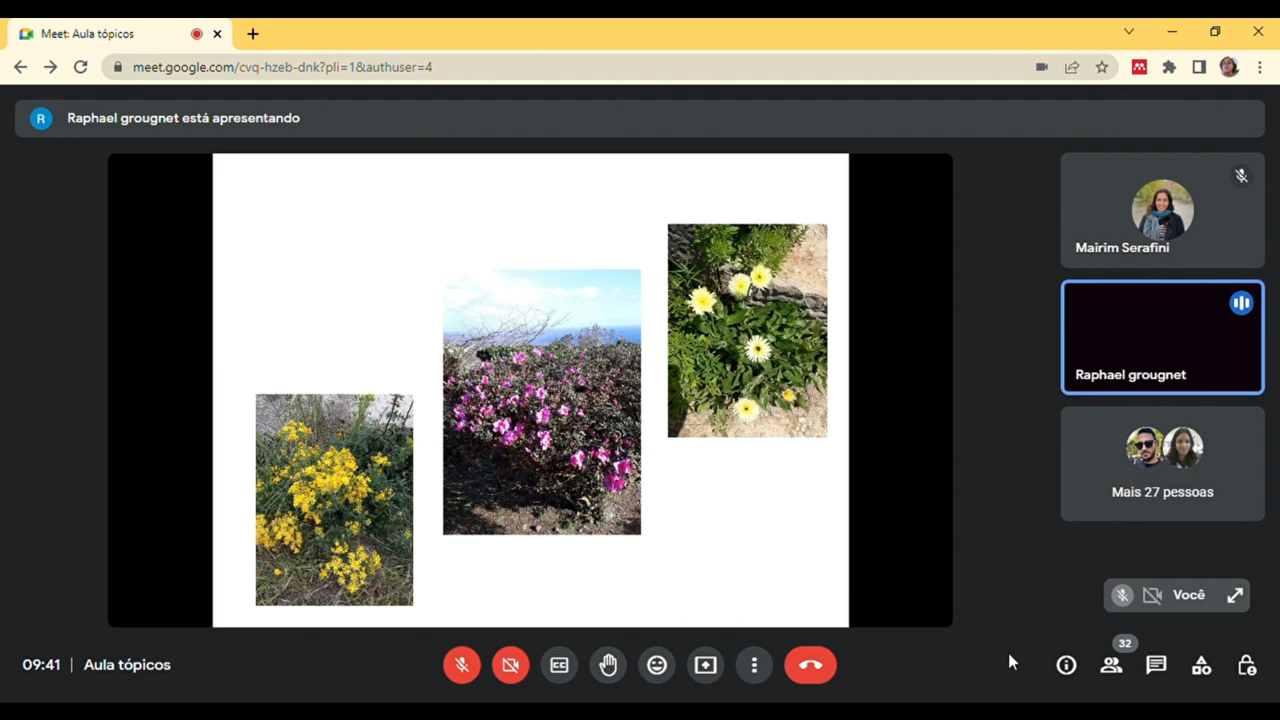 Meet: Aula tópicos
meet.google.com/cvq-hzeb-dnk?pli=1&authuser=4
R
Raphael grougnet está apresentando
Mairim Serafini
Raphael grougnet
Mais 27 pessoas
Você
32
09:41 | Aula tópicos
CC